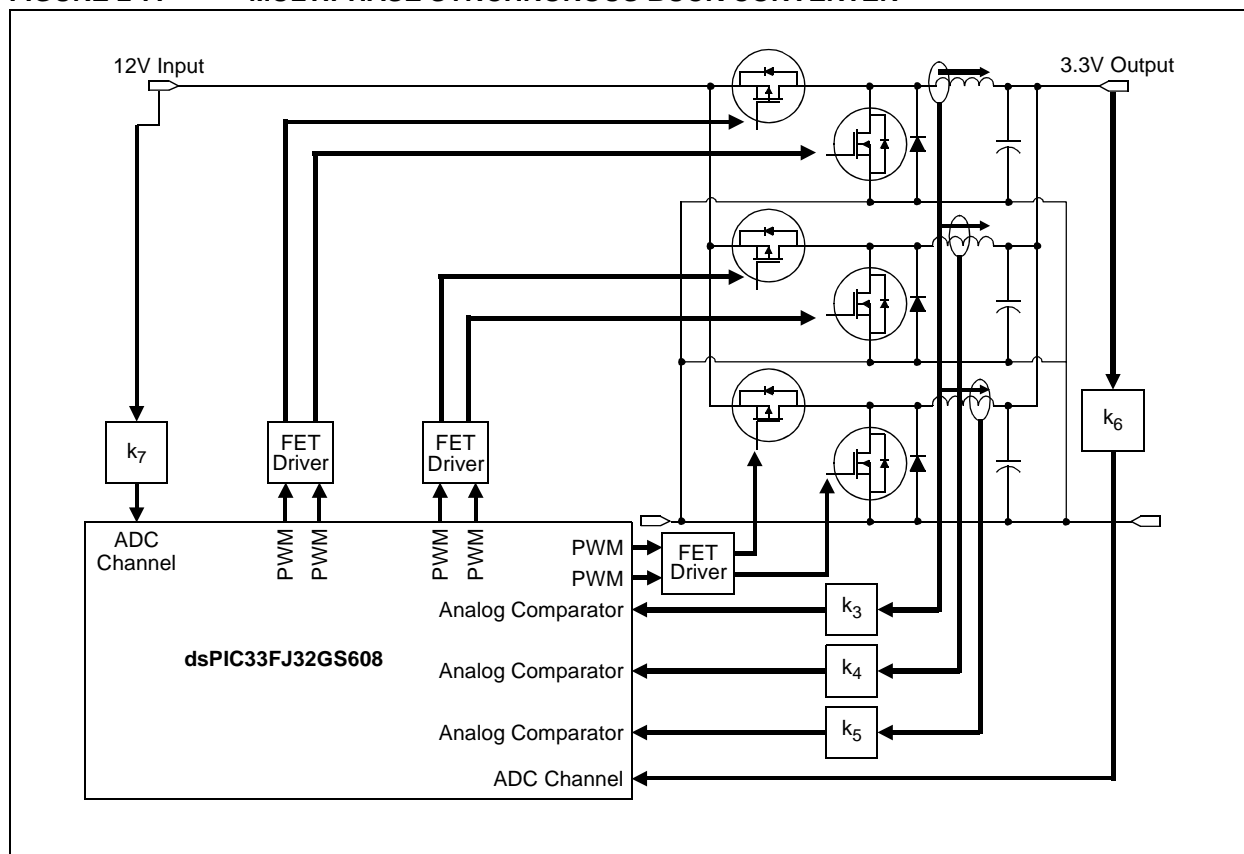 12V Input
3.3V Output
k7
FET
Driver
FET
Driver
k6
ADC
Channel
PWM
PWM
PWM
PWM
PWM
PWM
FET
Driver
Analog Comparator
k3
dsPIC33FJ32GS608
Analog Comparator
k4
Analog Comparator
k5
ADC Channel